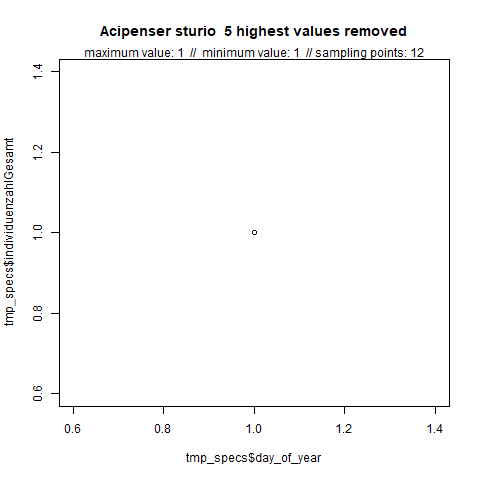 Acipenser sturio  5 highest values removed
maximum value: 1  //  minimum value: 1  // sampling points: 12
tmp_specs$individuenzahlGesamt
1.4
1.2
1.0
0.8
0.6
0.6 0.8 1.0 1.2 1.4
tmp_specs$day_of_year